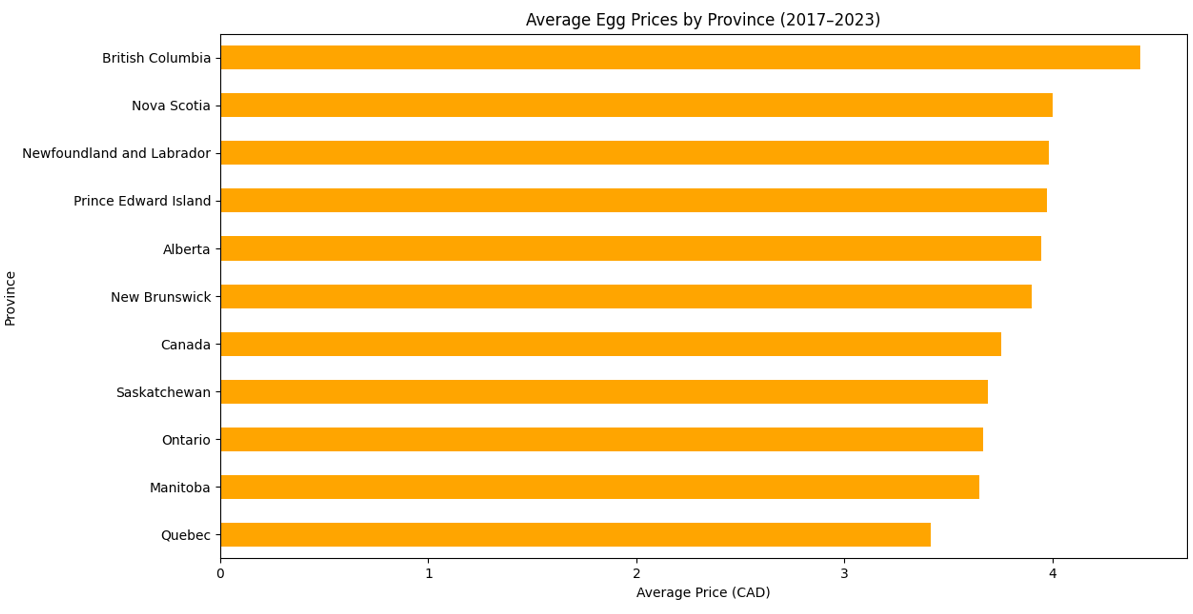 Average Egg Prices by Province (2017–2023)
British Columbia
Nova Scotia
Newfoundland and Labrador
Prince Edward Island
Alberta
New Brunswick
Canada
Saskatchewan
Ontario
Manitoba
Quebec
Province
0 1 2 3 4
Average Price (CAD)